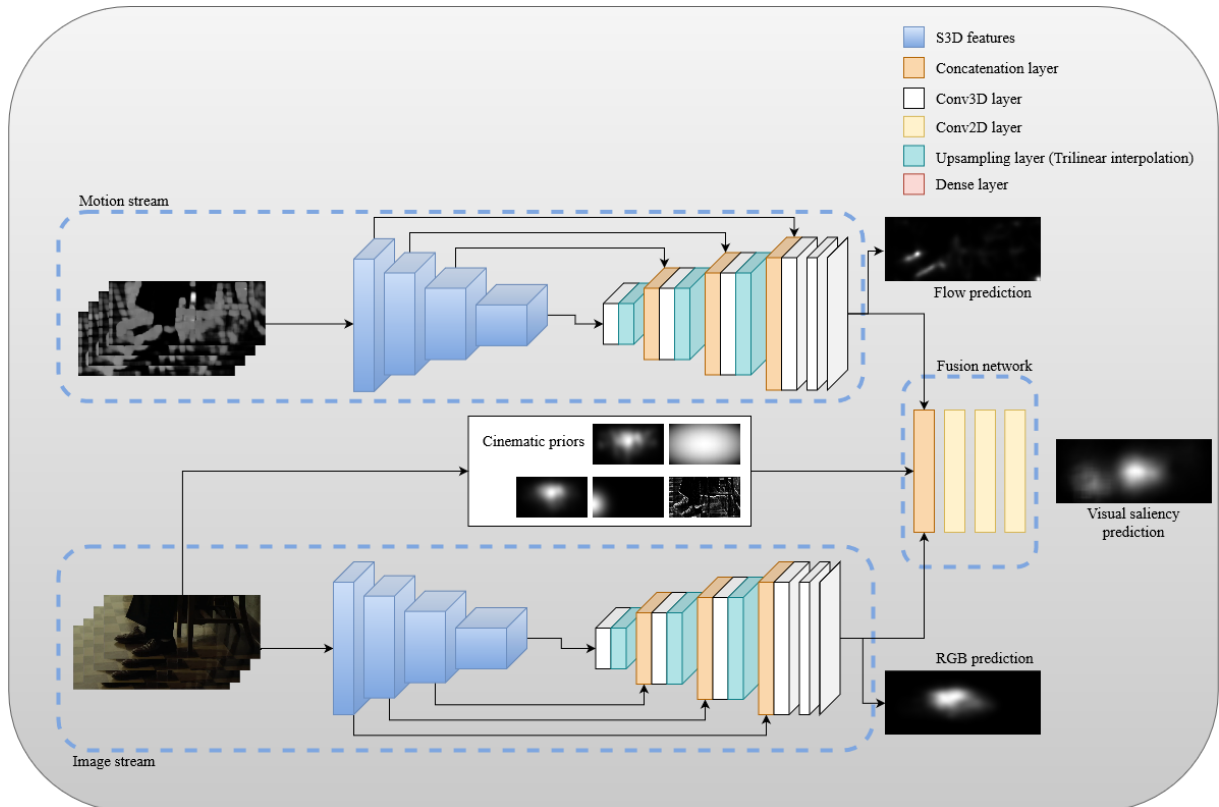 S3D features
Concatenation layer
Conv3D layer
Conv2D layer
Upsampling layer (Trilinear interpolation)
Dense layer
Motion stream
Flow prediction
Fusion network
Cinematic priors
Visual saliency
prediction
RGB prediction
Image stream